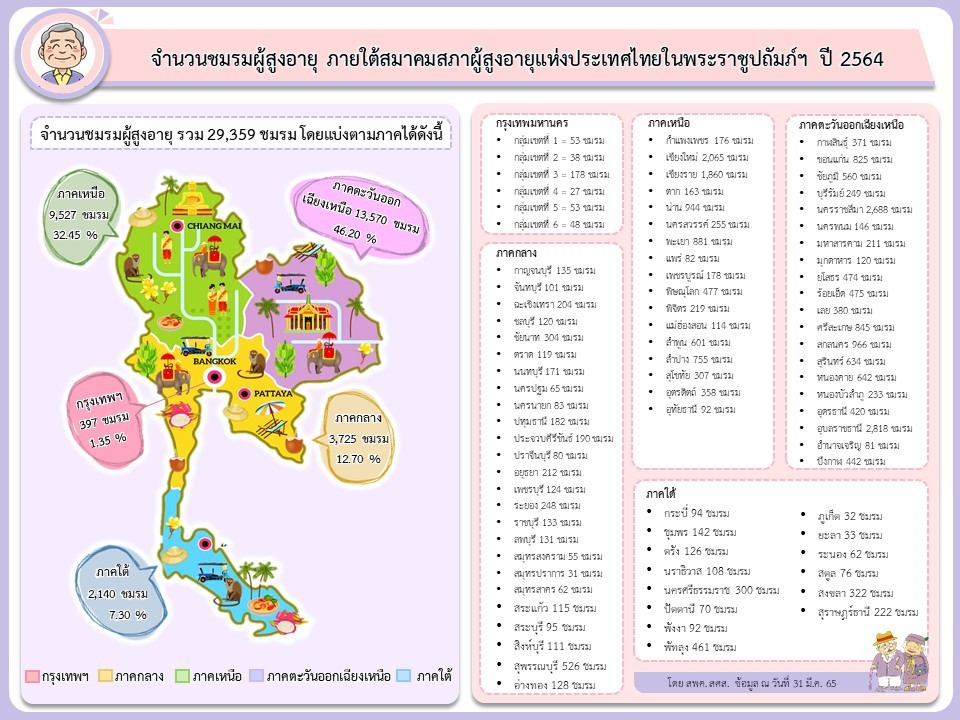 จำนวนชมรมผู้สูงอายุ ภายใต้สมาคมสภาผู้สูงอายุแห่งประเทศไทยในพระราชูปถัมภ์ฯ ปี 2564
จำนวนชมรมผู้สูงอายุ รวม 29,359 ชมรม โดยแบ่งตามภาคได้ดังนี้
ภาคเหนือ
9,527 ชมรม
32.45 %
ภาคตะวันออก
เฉียงเหนือ 13,570 ชมรม
46.20 %
CHIANG MAI
BANGKOK
PATTAYA
กรุงเทพฯ
397 ชมรม
1.35 %
ภาคกลาง
3,725 ชมรม
12.70 %
ภาคใต้
2,140 ชมรม
7.30 %
กรุงเทพฯ
ภาคกลาง
ภาคเหนือ
ภาคตะวันออกเฉียงเหนือ
ภาคใต้
กรุงเทพมหานคร
• กลุ่มเขตที่ 1 = 53 ชมรม
• กลุ่มเขตที่ 2 = 38 ชมรม
• กลุ่มเขตที่ 3 = 178 ชมรม
• กลุ่มเขตที่ 4 = 27 ชมรม
• กลุ่มเขตที่ 5 = 53 ชมรม
• กลุ่มเขตที่ 6 = 48 ชมรม
ภาคกลาง
• กาญจนบุรี 135 ชมรม
• จันทบุรี 101 ชมรม
• ฉะเชิงเทรา 204 ชมรม
• ชลบุรี 120 ชมรม
• ชัยนาท 304 ชมรม
• ตราด 119 ชมรม
• นนทบุรี 171 ชมรม
• นครปฐม 65 ชมรม
• นครนายก 83 ชมรม
• ปทุมธานี 182 ชมรม
• ประจวบคีรีขันธ์ 190 ชมรม
• ปราจีนบุรี 80 ชมรม
• อยุธยา 212 ชมรม
• เพชรบุรี 124 ชมรม
• ระยอง 248 ชมรม
• ราชบุรี 133 ชมรม
• ลพบุรี 131 ชมรม
• สมุทรสงคราม 55 ชมรม
• สมุทรปราการ 31 ชมรม
• สมุทรสาคร 62 ชมรม
• สระแก้ว 115 ชมรม
• สระบุรี 95 ชมรม
• สิงห์บุรี 111 ชมรม
• สุพรรณบุรี 526 ชมรม
• อ่างทอง 128 ชมรม
ภาคเหนือ
• กำแพงเพชร 176 ชมรม
• เชียงใหม่ 2,065 ชมรม
• เชียงราย 1,860 ชมรม
• ตาก 163 ชมรม
• น่าน 944 ชมรม
• นครสวรรค์ 255 ชมรม
• พะเยา 881 ชมรม
• แพร่ 82 ชมรม
• เพชรบูรณ์ 178 ชมรม
• พิษณุโลก 477 ชมรม
• พิจิตร 219 ชมรม
• แม่ฮ่องสอน 114 ชมรม
• ลำพูน 601 ชมรม
• ลำปาง 755 ชมรม
• สุโขทัย 307 ชมรม
• อุตรดิตถ์ 358 ชมรม
• อุทัยธานี 92 ชมรม
ภาคตะวันออกเฉียงเหนือ
• กาฬสินธุ์ 371 ชมรม
• ขอนแก่น 825 ชมรม
• ชัยภูมิ 560 ชมรม
• บุรีรัมย์ 249 ชมรม
• นครราชสีมา 2,688 ชมรม
• นครพนม 146 ชมรม
• มหาสารคาม 211 ชมรม
• มุกดาหาร 120 ชมรม
• ยโสธร 474 ชมรม
• ร้อยเอ็ด 475 ชมรม
• เลย 380 ชมรม
• ศรีสะเกษ 845 ชมรม
• สกลนคร 966 ชมรม
• สุรินทร์ 634 ชมรม
• หนองคาย 642 ชมรม
• หนองบัวลำภู 233 ชมรม
• อุดรธานี 420 ชมรม
• อุบลราชธานี 2,818 ชมรม
• อำนาจเจริญ 81 ชมรม
• บึงกาฬ 442 ชมรม
ภาคใต้
• กระบี่ 94 ชมรม
• ชุมพร 142 ชมรม
• ตรัง 126 ชมรม
• นราธิวาส 108 ชมรม
• นครศรีธรรมราช 300 ชมรม
• ปัตตานี 70 ชมรม
• พังงา 92 ชมรม
• พัทลุง 461 ชมรม
• ภูเก็ต 32 ชมรม
• ยะลา 33 ชมรม
• ระนอง 62 ชมรม
• สตูล 76 ชมรม
• สงขลา 322 ชมรม
• สุราษฎร์ธานี 222 ชมรม
โดย สพค. สคส. ข้อมูล ณ วันที่ 31 มี.ค. 65